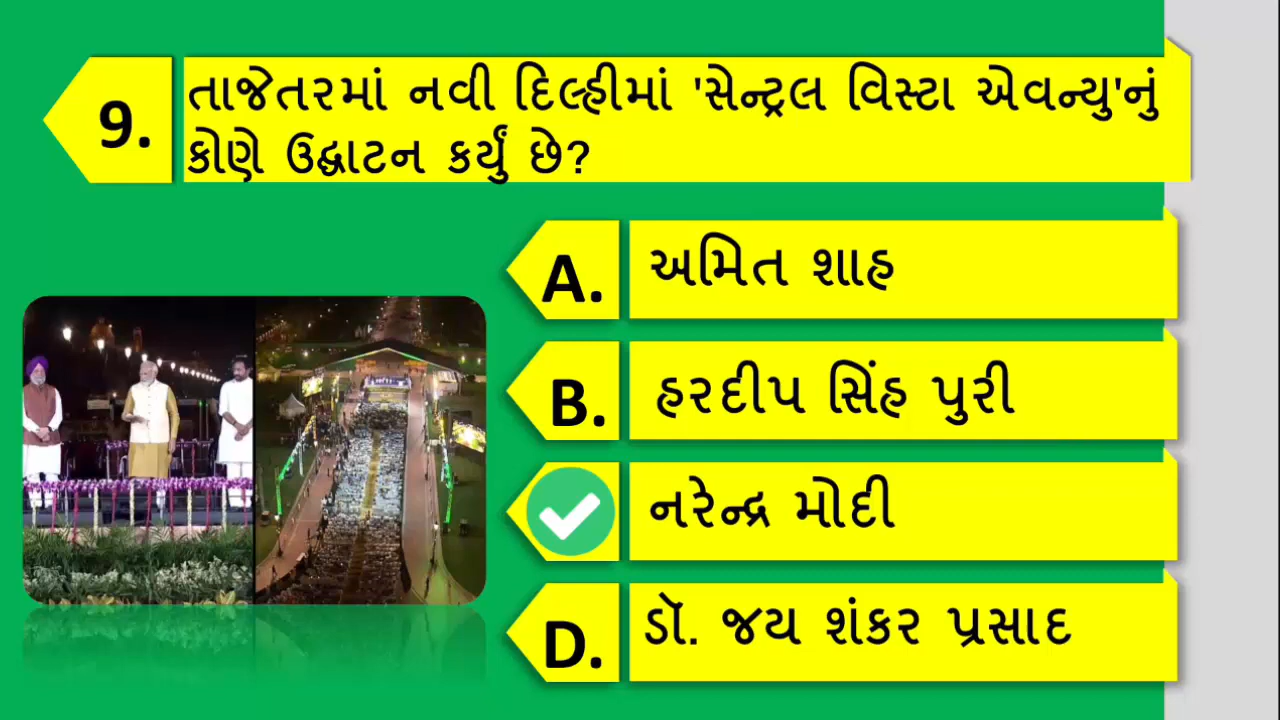 9.
તાજેતરમાં નવી દિલ્હીમાં 'સેન્ટ્રલ વિસ્ટા એવન્યુ'નું
કોણે ઉદ્ઘાટન કર્યું છે?
A. અમિત શાહ
B. હરદીપ સિંહ પુરી
નરેન્દ્ર મોદી
D. ડૉ. જય શંકર પ્રસાદ